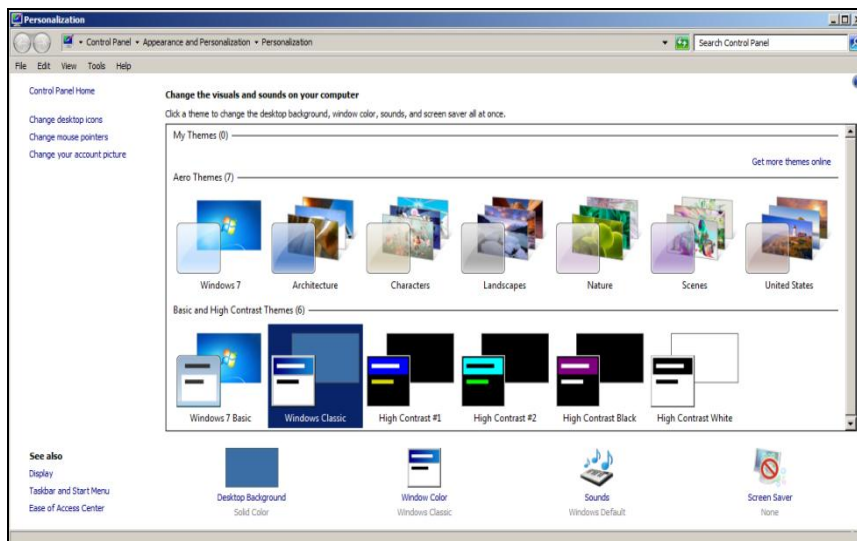 Personalization
Control Panel Appearance and Personalization Personalization Search Control Panel
File Edit View Tools Help
Control Panel Home
Change desktop icons
Change mouse pointers
Change your account picture
Change the visuals and sounds on your computer
Click a theme to change the desktop background, window color, sounds, and screen saver all at once.
My Themes (0)
Get more themes online
Aero Themes (7)
Windows 7 Architecture Characters Landscapes Nature Scenes United States
Basic and High Contrast Themes (6)
Windows 7 Basic Windows Classic High Contrast #1 High Contrast #2 High Contrast Black High Contrast White
See also
Display
Taskbar and Start Menu
Ease of Access Center
Desktop Background Window Color Sounds Screen Saver
Solid Color Windows Classic Windows Default None